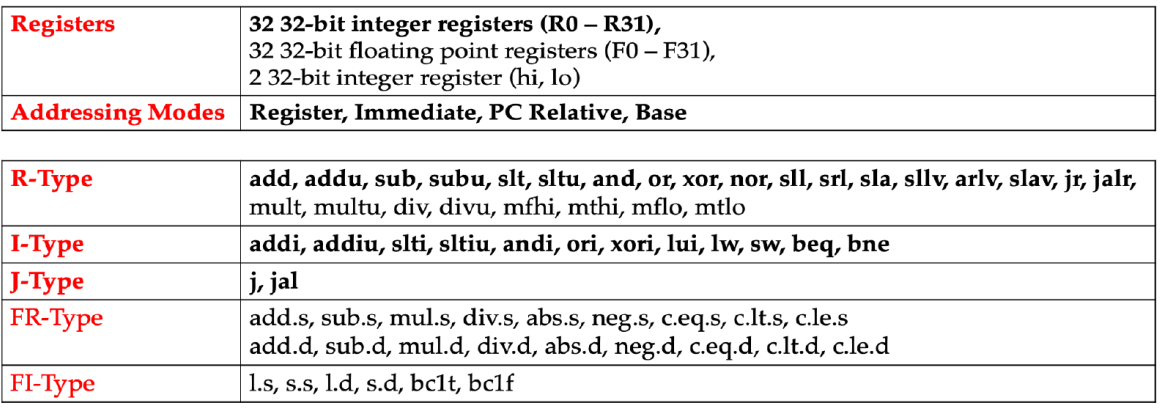 Registers
32 32-bit integer registers (R0 – R31),
32 32-bit floating point registers (F0 – F31),
2 32-bit integer register (hi, lo)
Addressing Modes
Register, Immediate, PC Relative, Base
R-Type
add, addu, sub, subu, slt, sltu, and, or, xor, nor, sll, srl, sla, sllv, arlv, slav, jr, jalr,
mult, multu, div, divu, mfhi, mthi, mflo, mtlo
I-Type
addi, addiu, slti, sltiu, andi, ori, xori, lui, lw, sw, beq, bne
J-Type
j, jal
FR-Type
add.s, sub.s, mul.s, div.s, abs.s, neg.s, c.eq.s, c.lt.s, c.le.s
add.d, sub.d, mul.d, div.d, abs.d, neg.d, c.eq.d, c.lt.d, c.le.d
FI-Type
l.s, s.s, l.d, s.d, bc1t, bc1f